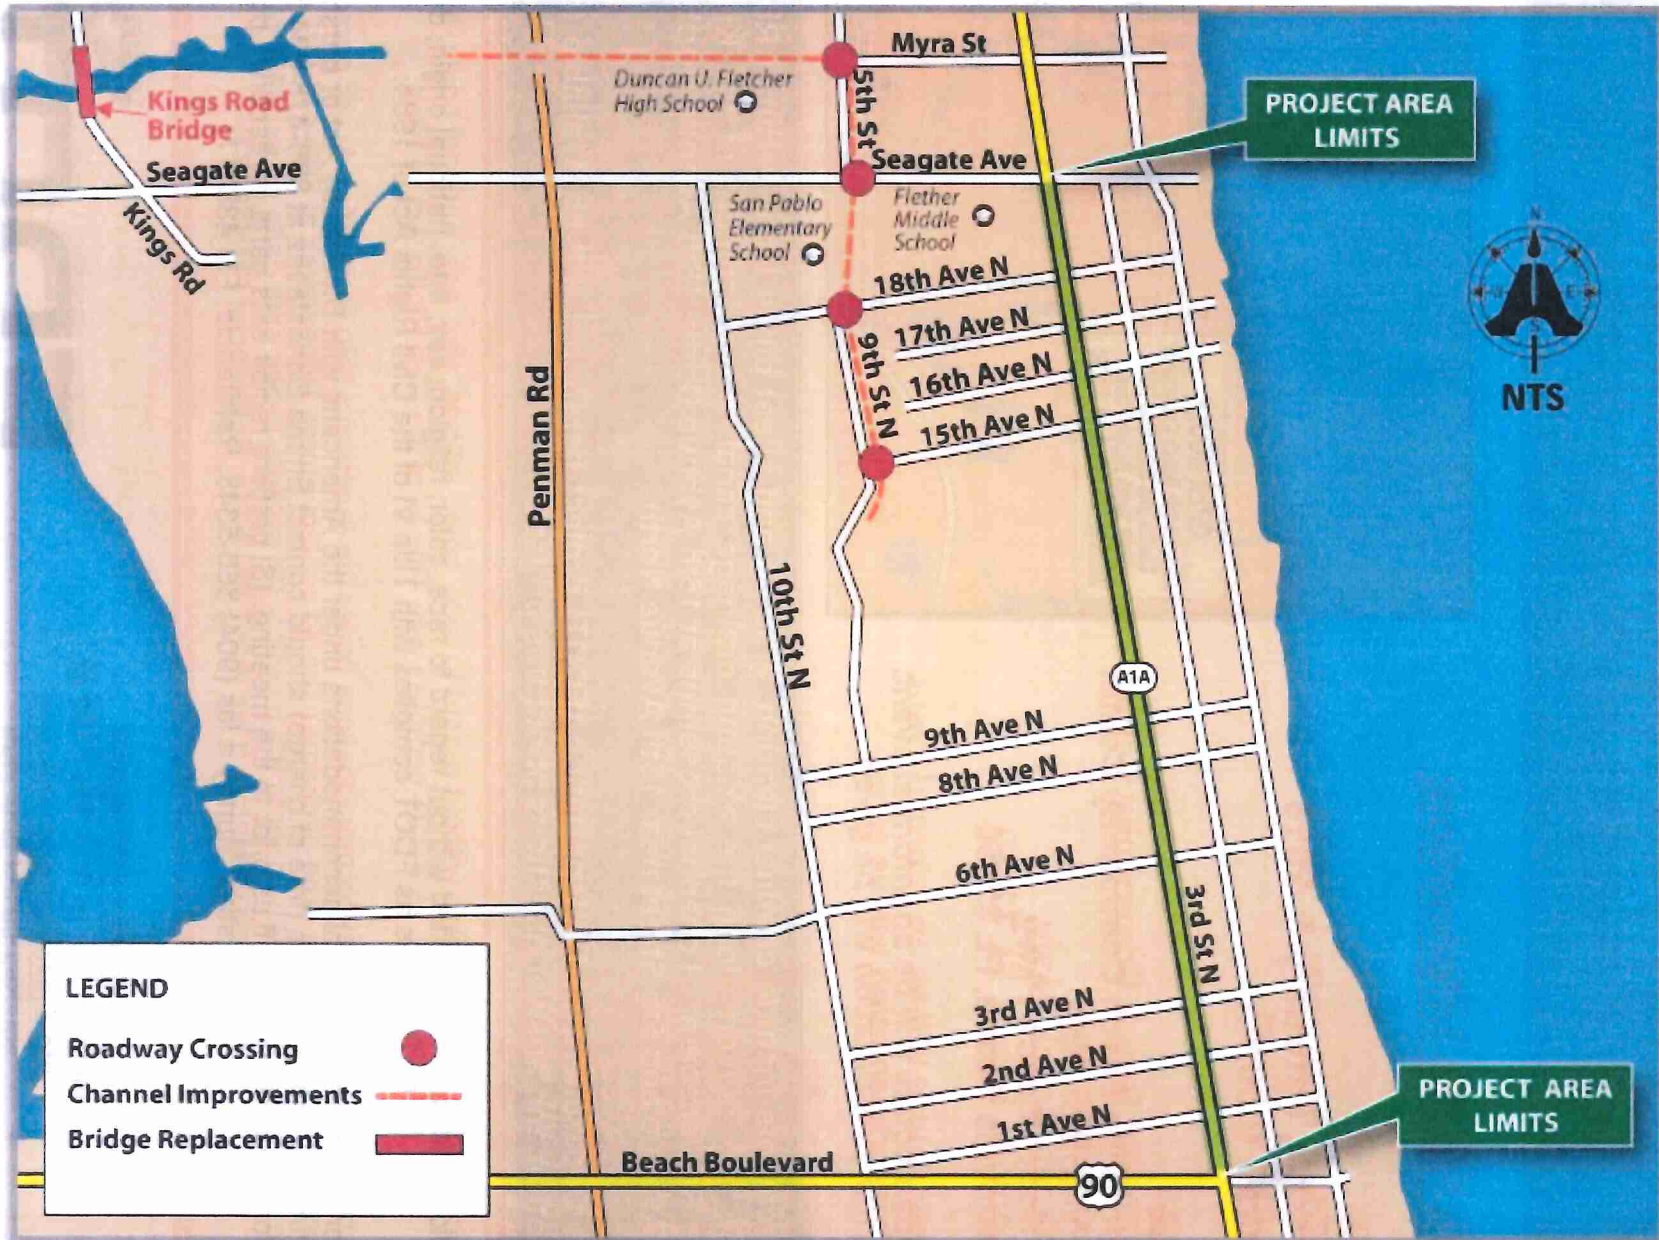 Myra St
Duncan U. Fletcher
High School
5th St
PROJECT AREA
LIMITS
Kings Road
Bridge
Seagate Ave
Seagate Ave
Kings Rd
San Pablo
Elementary
School
Flether
Middle
School
N
E
S
NTS
18th Ave N
17th Ave N
16th Ave N
15th Ave N
9th St N
Penman Rd
10th St N
A1A
9th Ave N
8th Ave N
6th Ave N
3rd St N
3rd Ave N
2nd Ave N
1st Ave N
LEGEND
Roadway Crossing
Channel Improvements
Bridge Replacement
Beach Boulevard
90
PROJECT AREA
LIMITS